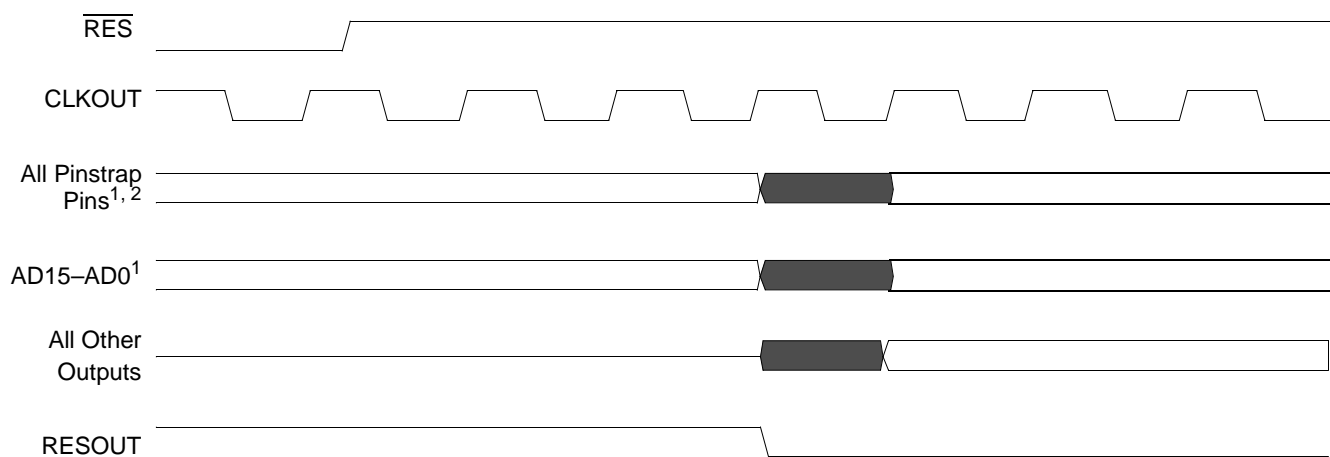 RES
CLKOUT
All Pinstrap
Pins1, 2
AD15–AD01
All Other
Outputs
RESOUT